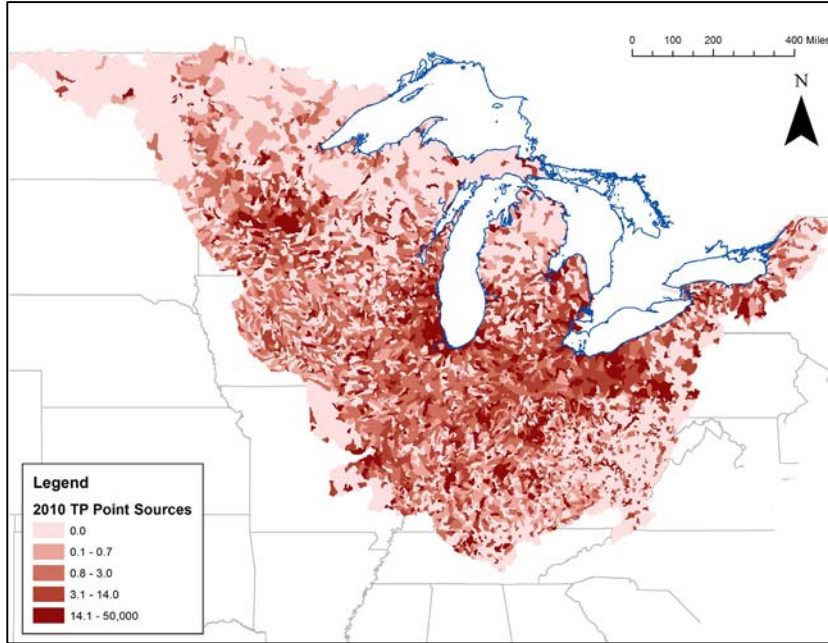 0 100 200 400 Miles
N
Legend
2010 TP Point Sources
0.0
0.1 - 0.7
0.8 - 3.0
3.1 - 14.0
14.1 - 50,000